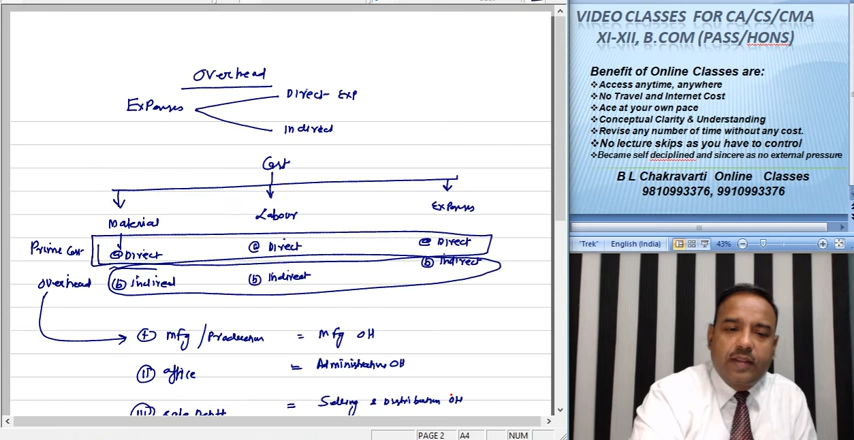 Overhead
Expenses
Direct- Exp
Indirect
Cost
Material
Labour
Expenses
Prime Cost
@ Direct
@ Direct
@ Direct
Overhead
(b) Indirect
(b) Indirect
(b) Indirect
(I) Mfg / Production = Mfg OH
(II) office = Administrative OH
(III) sale Deptt = Selling & Distribution OH
PAGE 2 A4 NUM
VIDEO CLASSES FOR CA/CS/CMA
XI-XII, B.COM (PASS/HONS)
Benefit of Online Classes are:
❖Access anytime, anywhere
❖No Travel and Internet Cost
❖Ace at your own pace
❖Conceptual Clarity & Understanding
❖Revise any number of time without any cost.
❖No lecture skips as you have to control
❖Became self deciplined and sincere as no external pressure
B L Chakravarti Online Classes
9810993376, 9910993376
"Trek" English (India) 43%